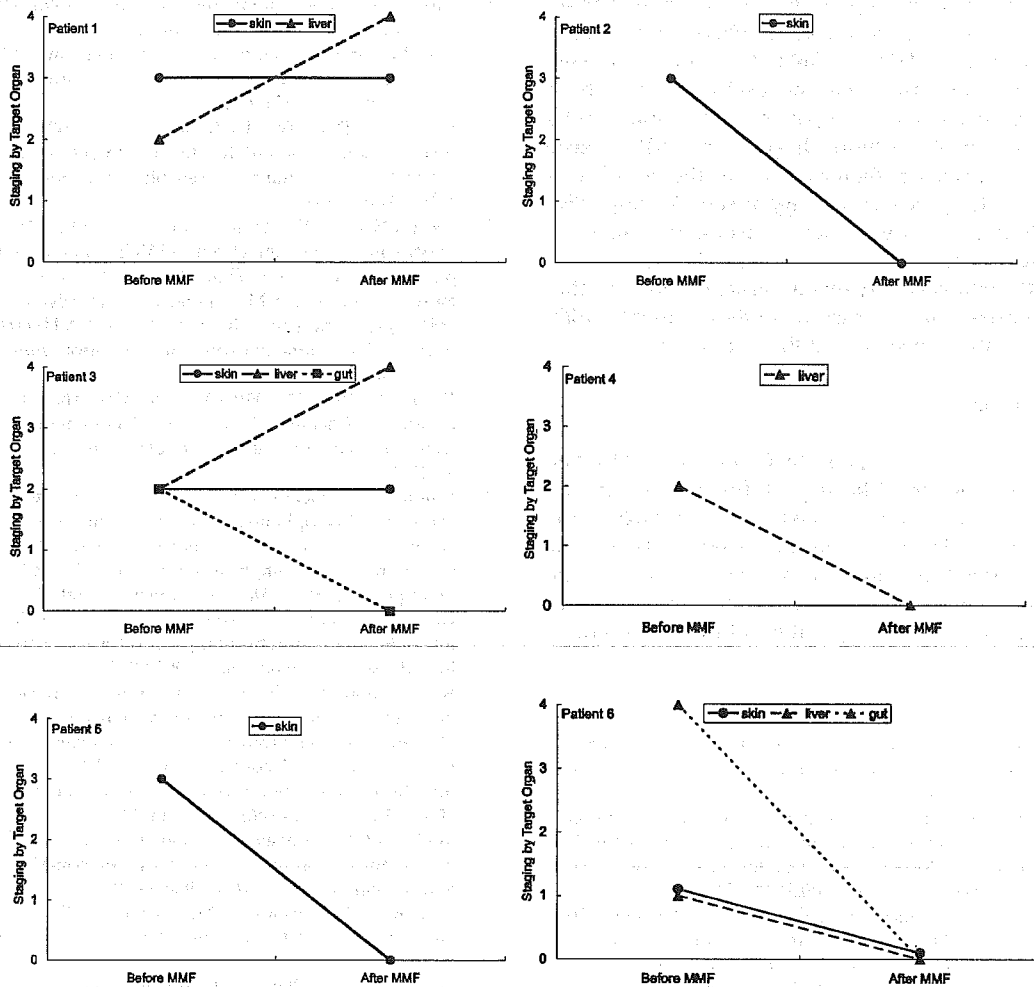 Patient 1
skin liver
Staging by Target Organ
4
3
2
1
0
Before MMF After MMF
Patient 2
skin
Staging by Target Organ
4
3
2
1
0
Before MMF After MMF
Patient 3
skin liver gut
Staging by Target Organ
4
3
2
1
0
Before MMF After MMF
Patient 4
liver
Staging by Target Organ
4
3
2
1
0
Before MMF After MMF
Patient 5
skin
Staging by Target Organ
4
3
2
1
0
Before MMF After MMF
Patient 6
skin liver gut
Staging by Target Organ
4
3
2
1
0
Before MMF After MMF